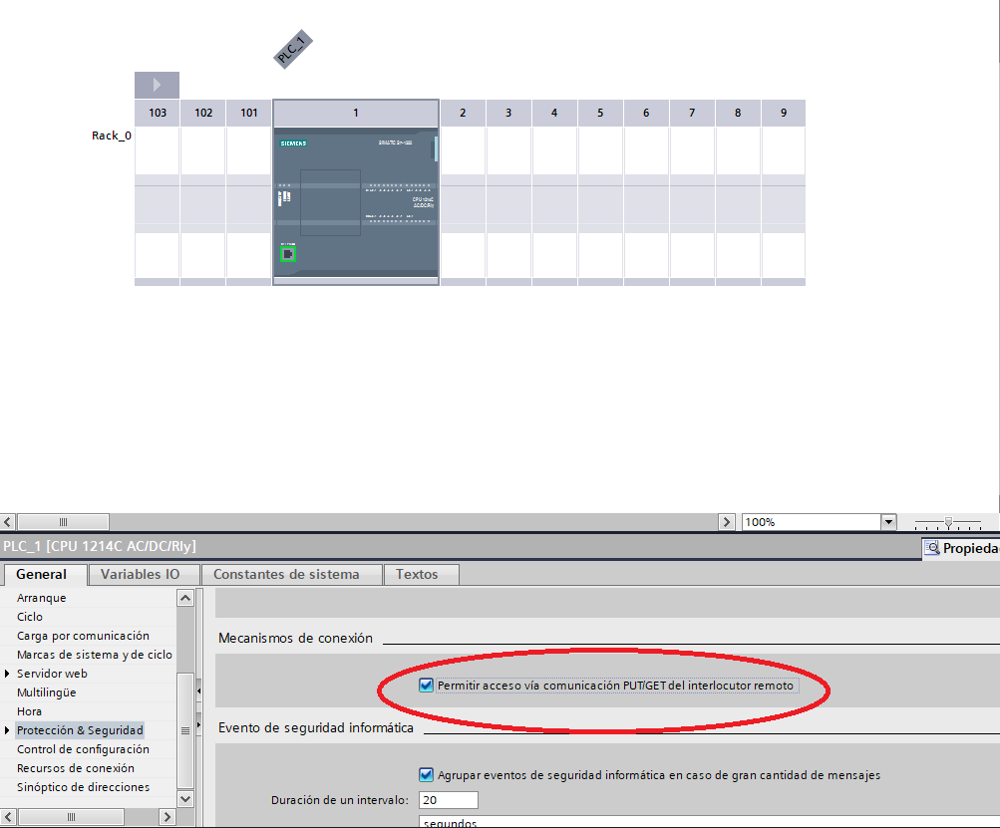 PLC_1
103 102 101 1 2 3 4 5 6 7 8 9
Rack_0
SIEMENS
SIMATIC S7-1200
CPU 1214C
AC/DC/Rly
100%
PLC_1 [CPU 1214C AC/DC/Rly]
Propieda
General Variables IO Constantes de sistema Textos
Arranque
Ciclo
Carga por comunicación
Marcas de sistema y de ciclo
Servidor web
Multilingüe
Hora
Protección & Seguridad
Control de configuración
Recursos de conexión
Sinóptico de direcciones
Mecanismos de conexión
Permitir acceso vía comunicación PUT/GET del interlocutor remoto
Evento de seguridad informática
Agrupar eventos de seguridad informática en caso de gran cantidad de mensajes
Duración de un intervalo: 20
segundos